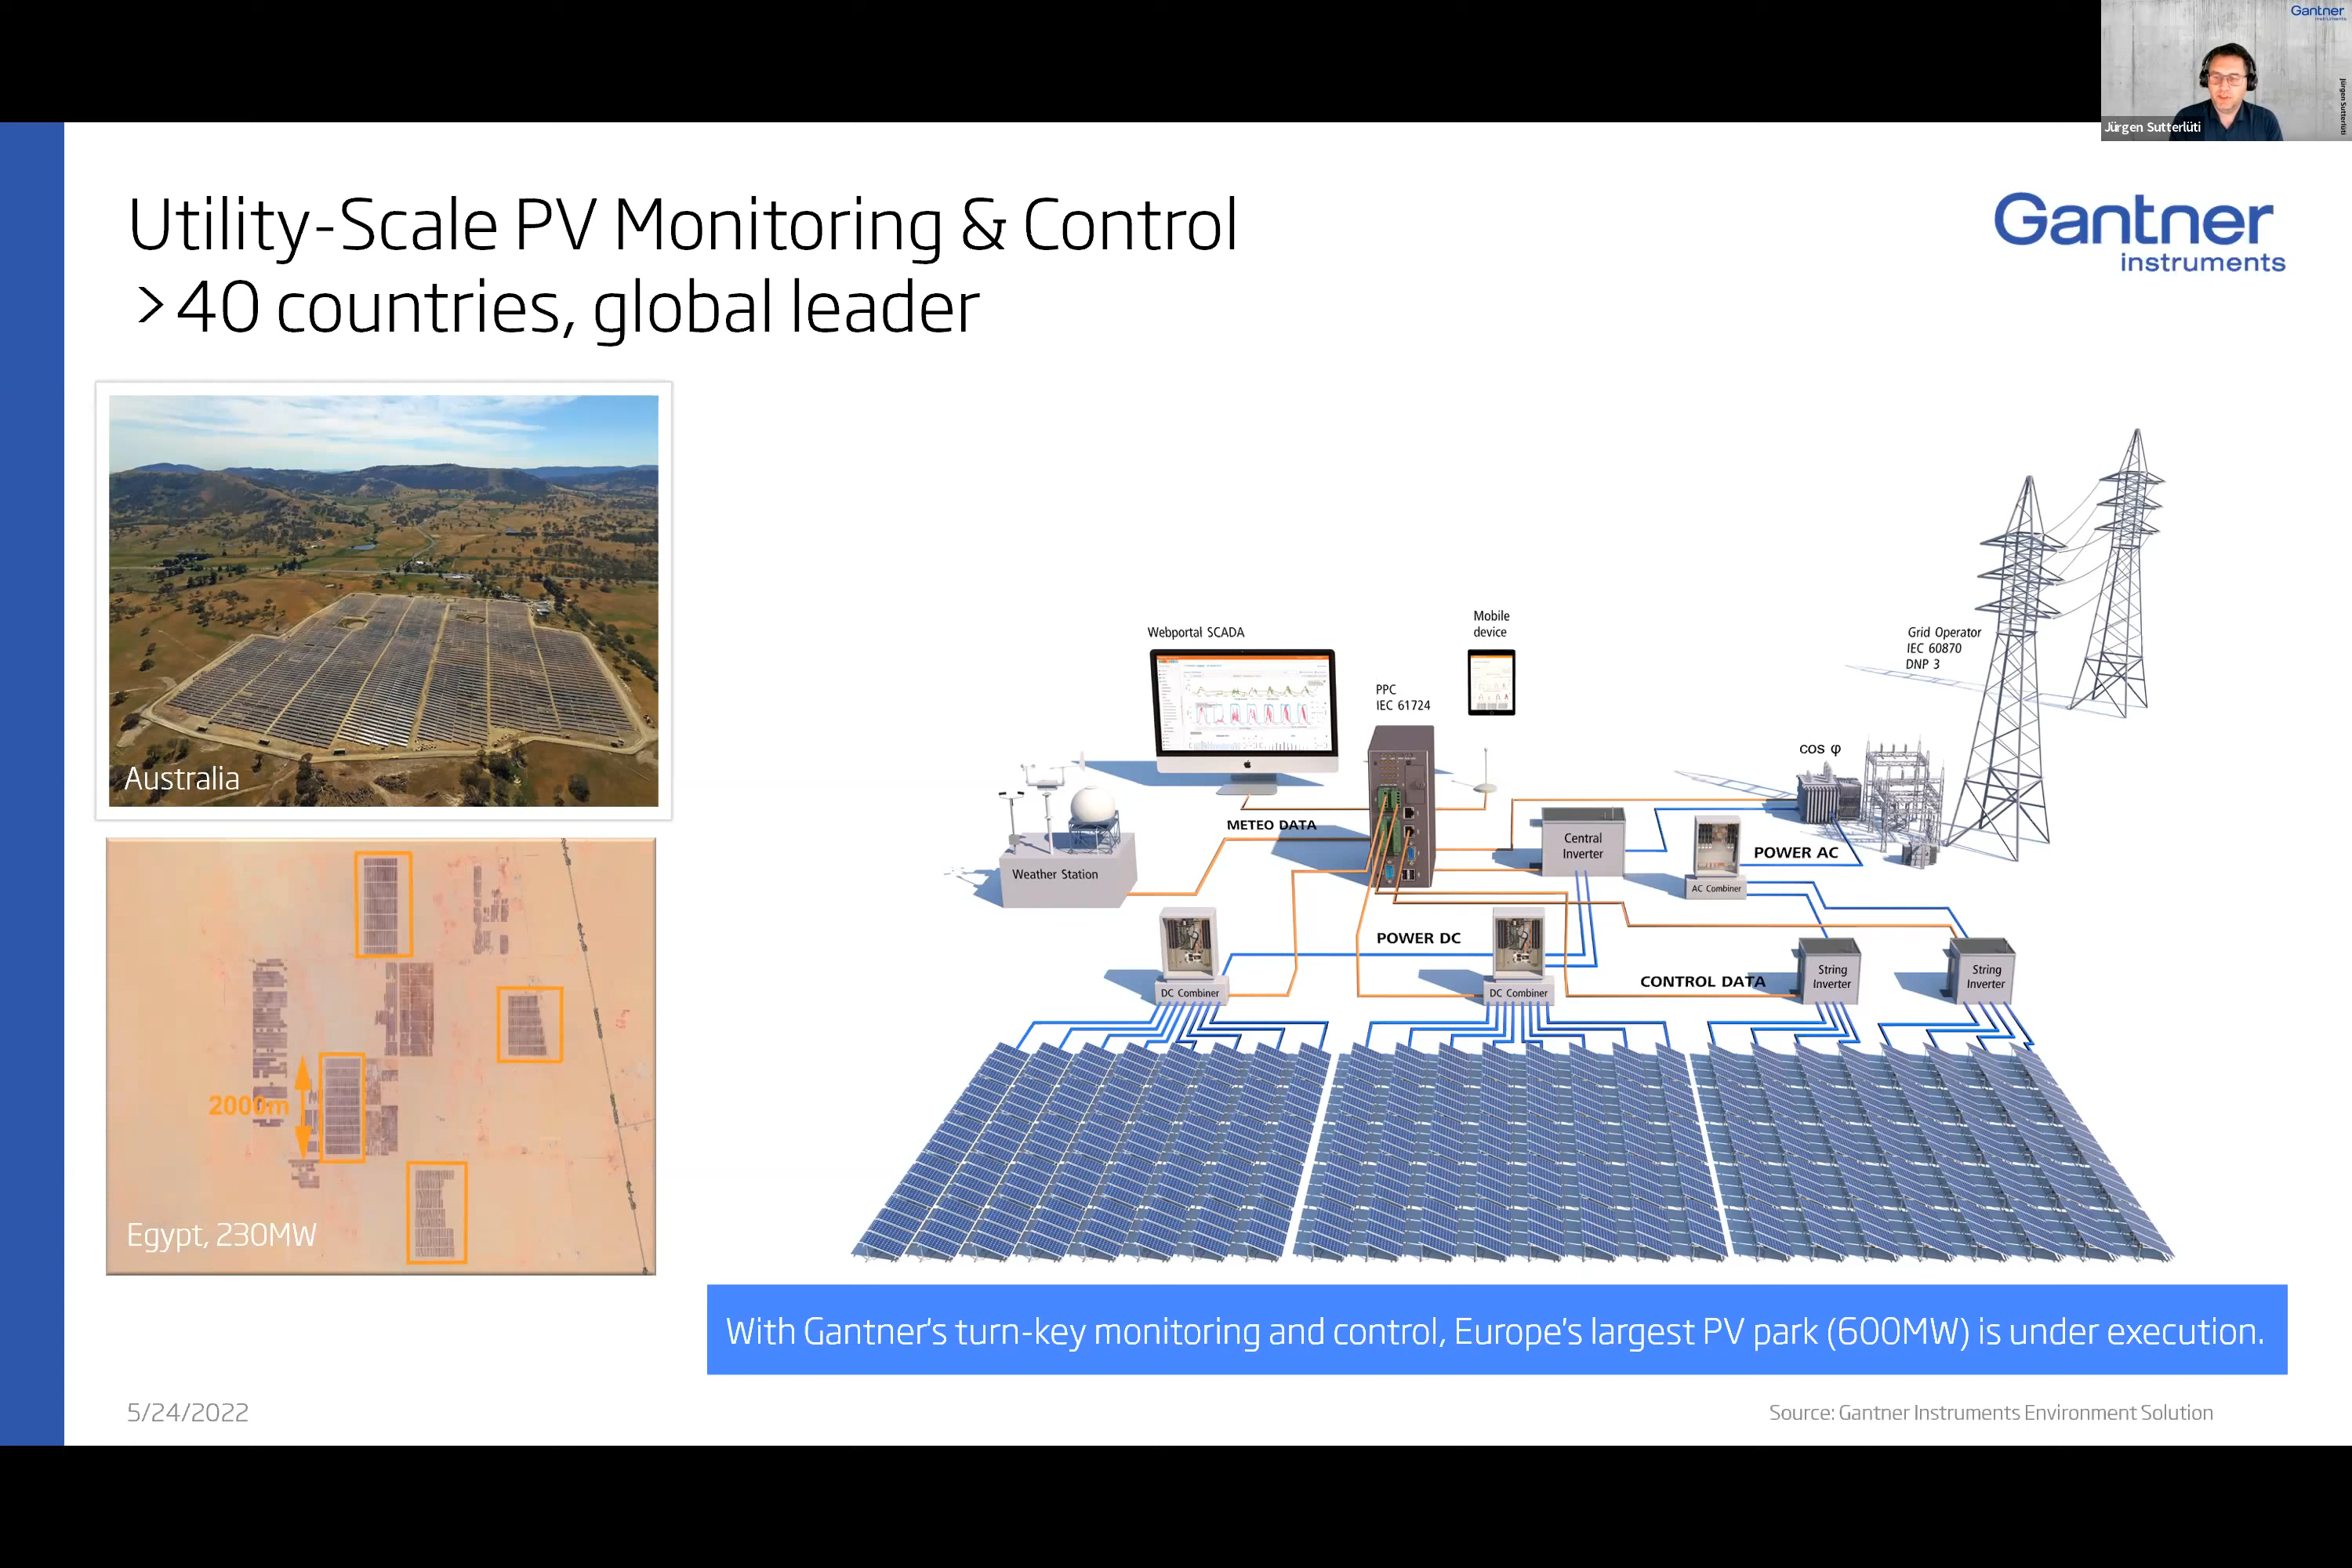 Gantner
instruments
Jürgen Sutterlüti
Jürgen Sutterlüti
Utility-Scale PV Monitoring & Control
>40 countries, global leader
Gantner
instruments
Australia
2000m
Egypt, 230MW
Webportal SCADA
Mobile
device
PPC
IEC 61724
Grid Operator
IEC 60870
DNP 3
cos φ
METEO DATA
Weather Station
Central
Inverter
POWER AC
AC Combiner
POWER DC
DC Combiner
DC Combiner
CONTROL DATA
String
Inverter
String
Inverter
With Gantner's turn-key monitoring and control, Europe's largest PV park (600MW) is under execution.
5/24/2022
Source: Gantner Instruments Environment Solution